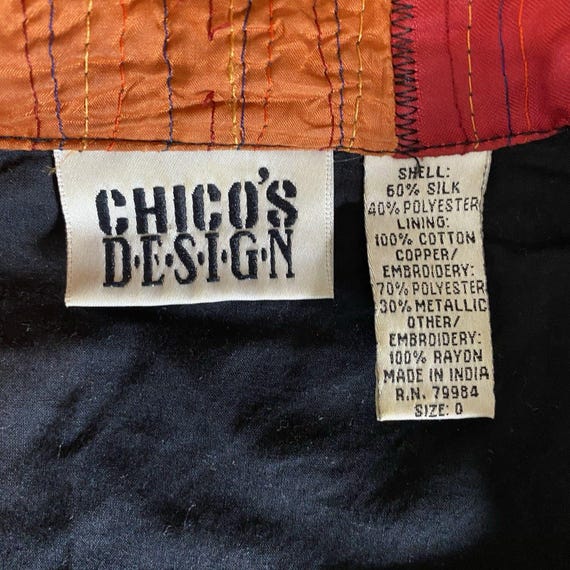 CHICO'S
D·E·S·I·G·N
SHELL:
60% SILK
40% POLYESTER
LINING:
100% COTTON
COPPER/
EMBROIDERY:
70% POLYESTER
30% METALLIC
OTHER/
EMBROIDERY:
100% RAYON
MADE IN INDIA
R.N. 79984
SIZE: 0